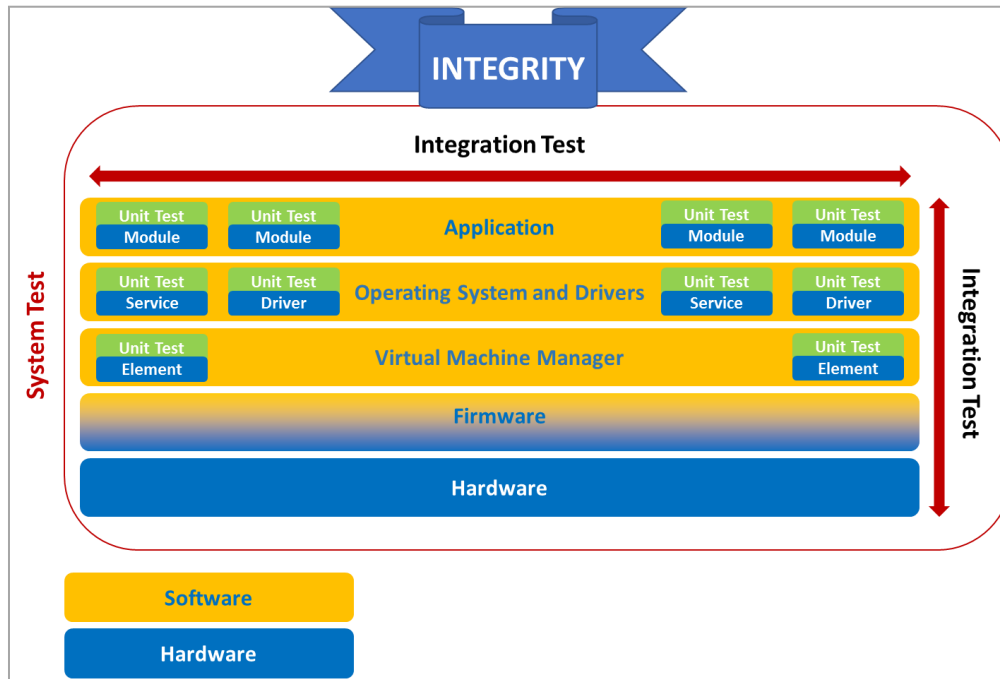 INTEGRITY
Integration Test
System Test
Integration Test
Unit Test
Module
Unit Test
Module
Application
Unit Test
Module
Unit Test
Module
Unit Test
Service
Unit Test
Driver
Operating System and Drivers
Unit Test
Service
Unit Test
Driver
Unit Test
Element
Virtual Machine Manager
Unit Test
Element
Firmware
Hardware
Software
Hardware